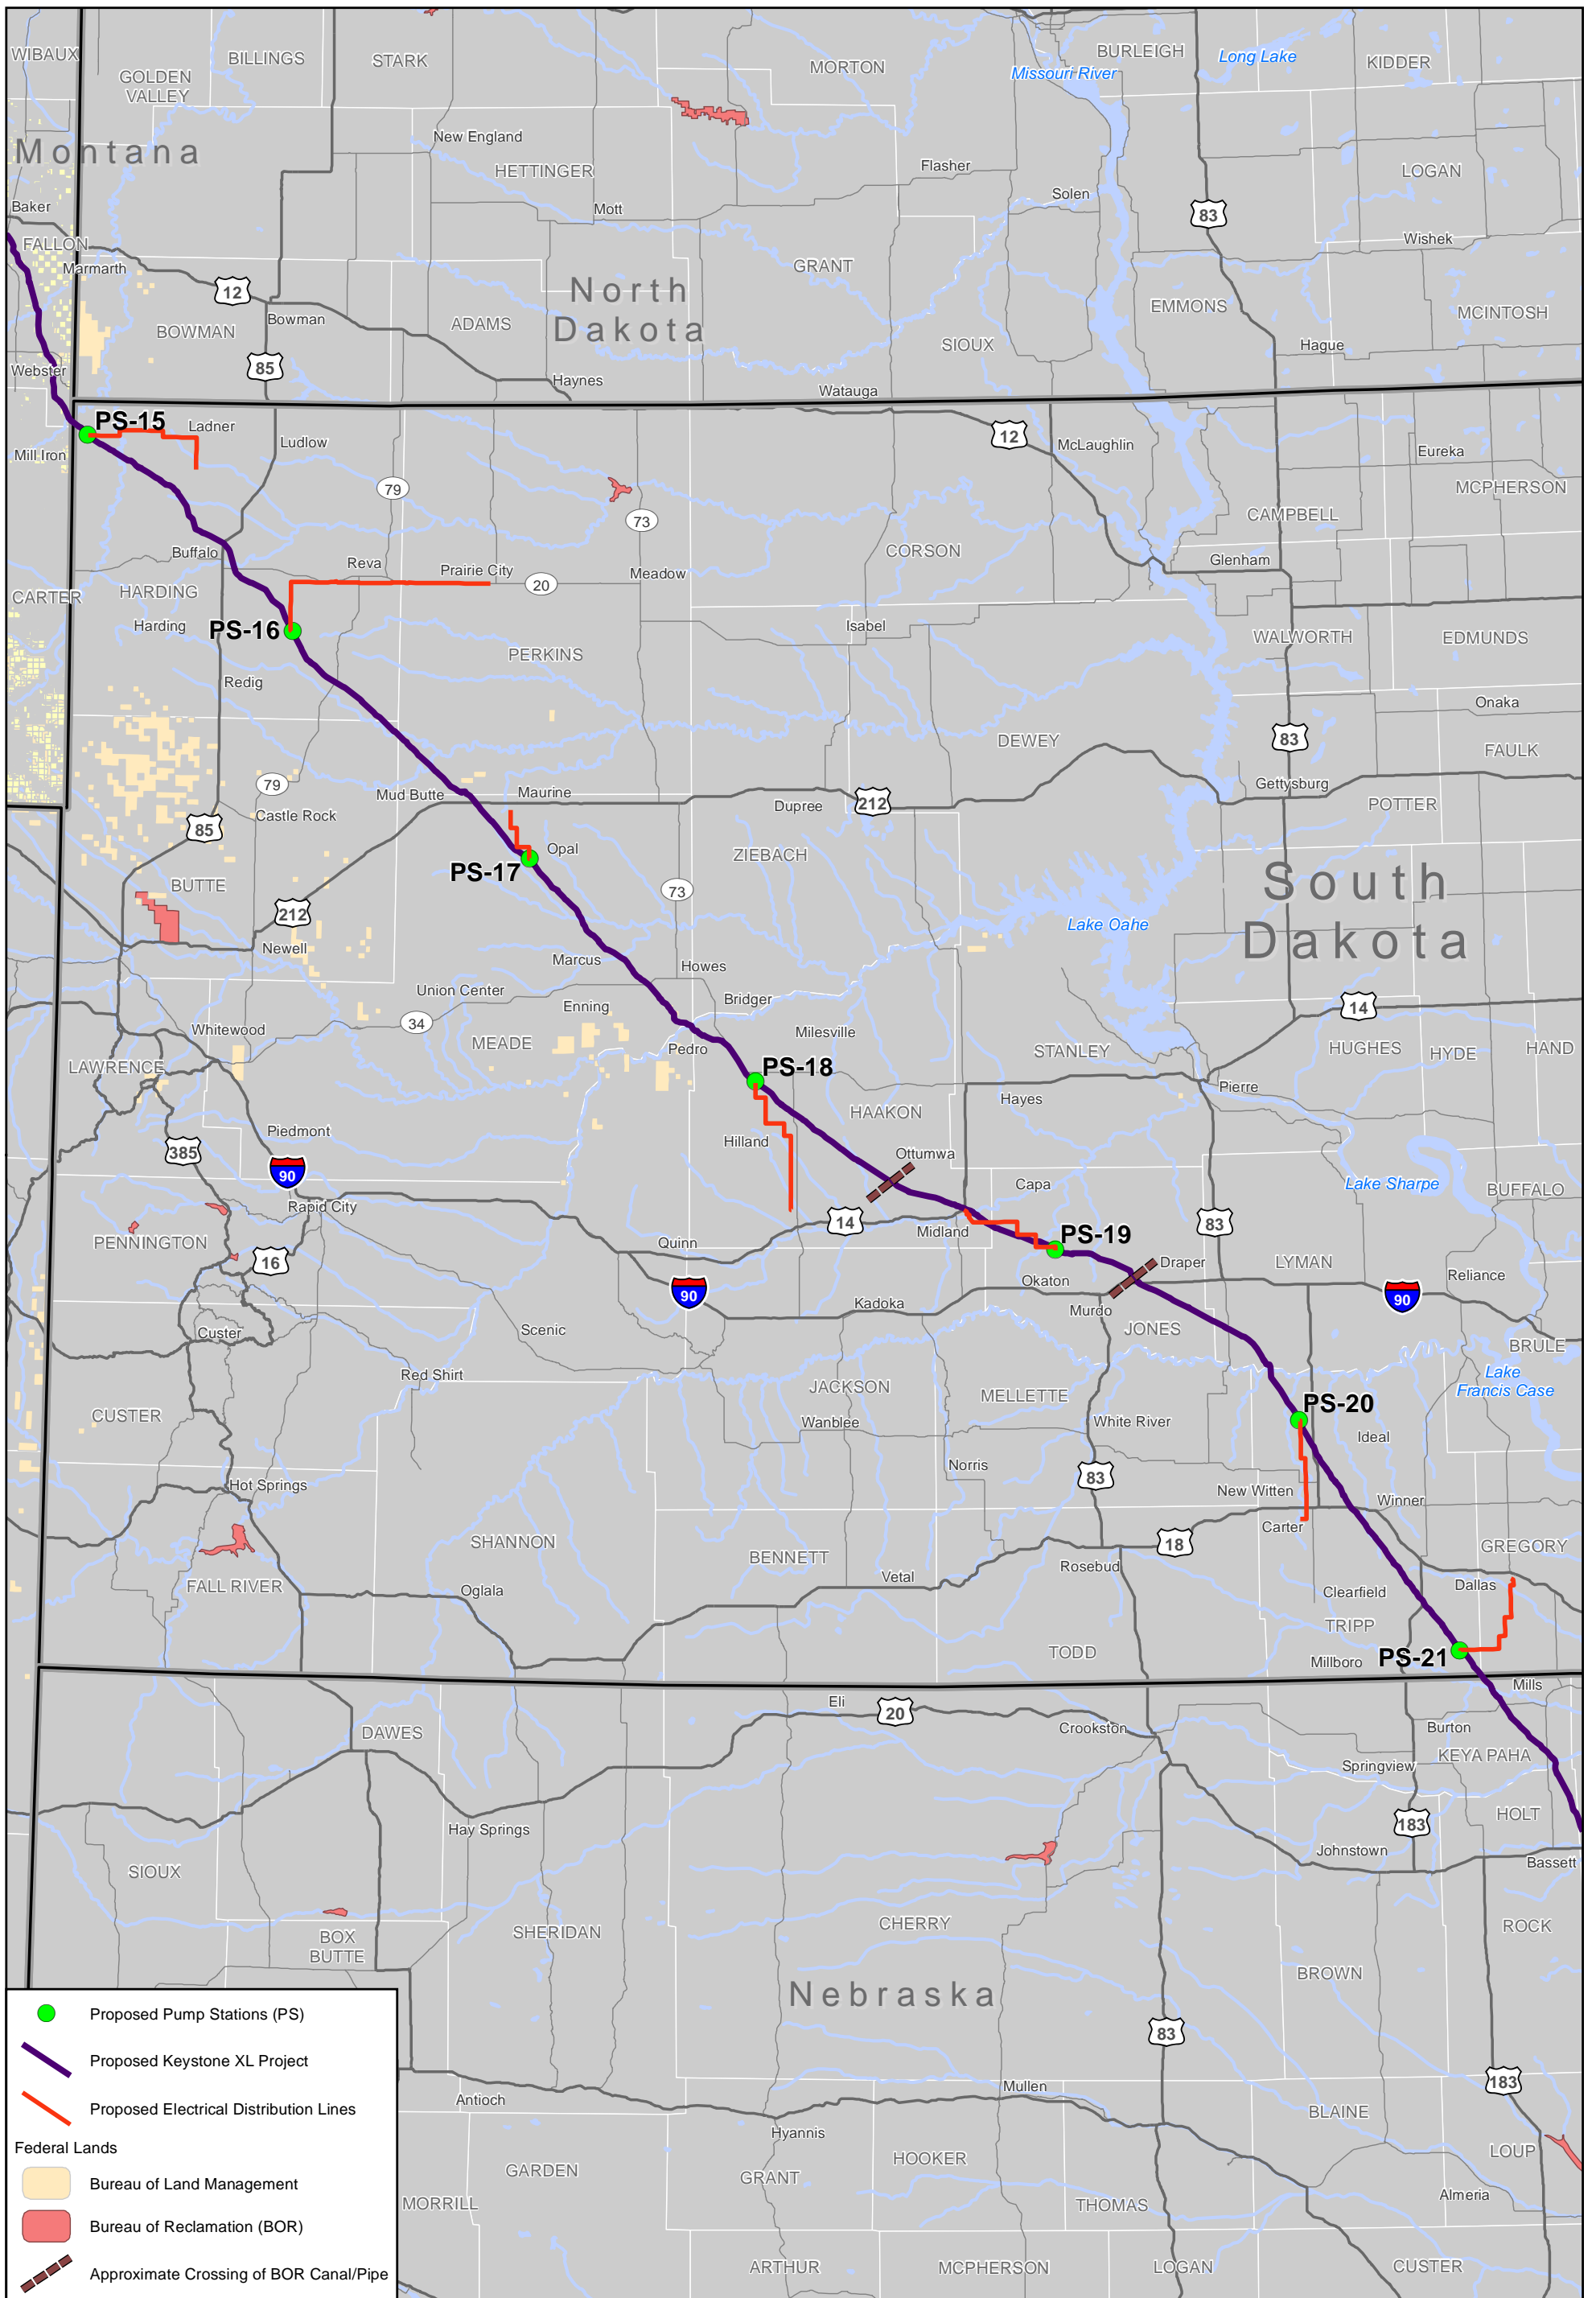 WIBAUX
GOLDEN
VALLEY
BILLINGS
STARK
MORTON
Missouri River
BURLEIGH
Long Lake
KIDDER
Montana
New England
HETTINGER
Flasher
LOGAN
Baker
Mott
Solen
83
FALLON
Wishek
Marmarth
GRANT
12
North
Dakota
BOWMAN
Bowman
ADAMS
EMMONS
MCINTOSH
SIOUX
Hague
85
Webster
Haynes
Watauga
PS-15
Ladner
Ludlow
12
McLaughlin
Mill Iron
Eureka
79
MCPHERSON
73
CAMPBELL
Buffalo
CORSON
Reva
Prairie City
20
Meadow
Glenham
CARTER
HARDING
Harding
PS-16
Isabel
WALWORTH
EDMUNDS
PERKINS
Redig
Onaka
DEWEY
83
FAULK
79
Mud Butte
Maurine
Dupree
212
Gettysburg
POTTER
85
Castle Rock
Opal
ZIEBACH
PS-17
BUTTE
73
South
Dakota
212
Lake Oahe
Newell
Marcus
Howes
Union Center
Enning
Bridger
14
34
Whitewood
MEADE
Pedro
Milesville
STANLEY
HUGHES
HYDE
HAND
LAWRENCE
PS-18
Pierre
HAAKON
Hayes
Piedmont
Hilland
385
90
Ottumwa
Capa
Lake Sharpe
BUFFALO
Rapid City
14
Midland
83
PENNINGTON
Quinn
PS-19
16
Draper
LYMAN
Reliance
90
Okaton
90
Kadoka
Murdo
Custer
Scenic
JONES
BRULE
Red Shirt
Lake
Francis Case
JACKSON
MELLETTE
PS-20
CUSTER
Wanblee
White River
Ideal
Norris
83
Hot Springs
New Witten
Winner
Carter
SHANNON
BENNETT
18
GREGORY
FALL RIVER
Oglala
Vetal
Rosebud
Clearfield
Dallas
TRIPP
TODD
Millboro
PS-21
Mills
Eli
20
Crookston
Burton
DAWES
KEYA PAHA
Springview
Hay Springs
183
HOLT
Johnstown
Bassett
SIOUX
CHERRY
SHERIDAN
ROCK
BOX
BUTTE
BROWN
Nebraska
83
183
Antioch
Mullen
BLAINE
Hyannis
HOOKER
LOUP
GARDEN
GRANT
MORRILL
THOMAS
Almeria
ARTHUR
MCPHERSON
LOGAN
CUSTER
Proposed Pump Stations (PS)
Proposed Keystone XL Project
Proposed Electrical Distribution Lines
Federal Lands
Bureau of Land Management
Bureau of Reclamation (BOR)
Approximate Crossing of BOR Canal/Pipe